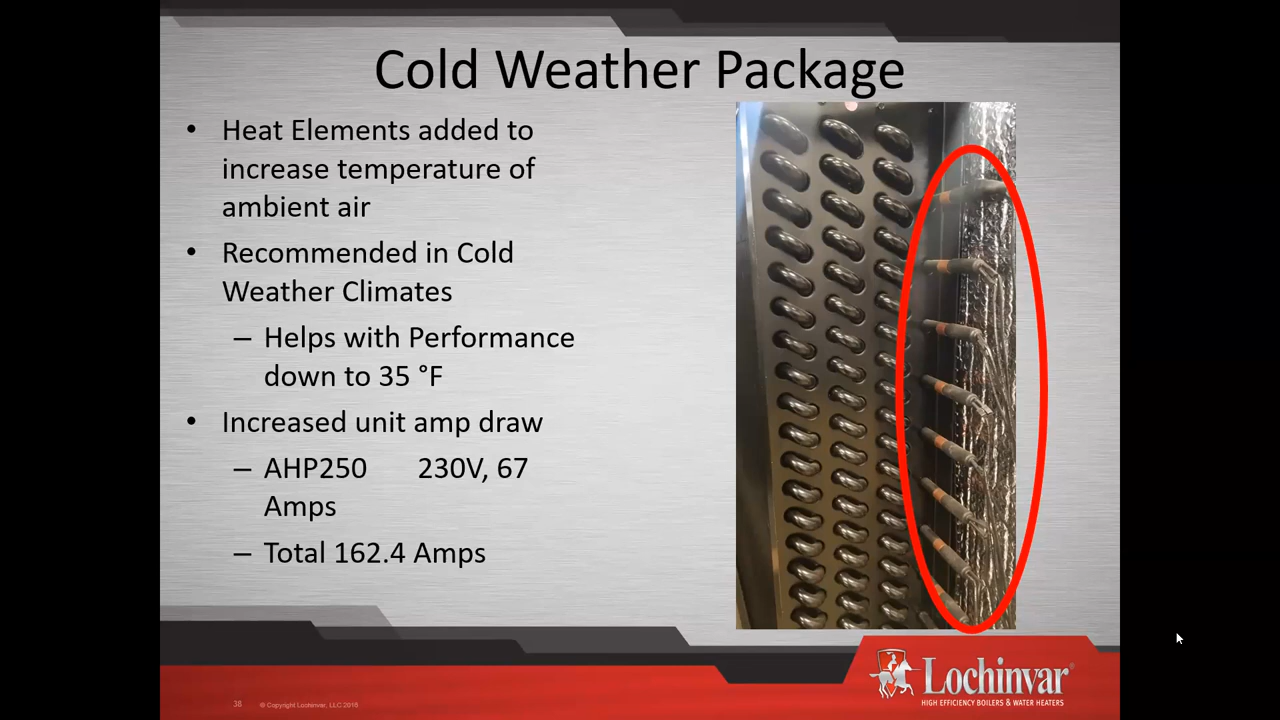 Cold Weather Package
• Heat Elements added to
increase temperature of
ambient air
• Recommended in Cold
Weather Climates
– Helps with Performance
down to 35 °F
• Increased unit amp draw
– AHP250 230V, 67
Amps
– Total 162.4 Amps
Lochinvar®
HIGH EFFICIENCY BOILERS & WATER HEATERS
38 © Copyright Lochinvar, LLC 2016